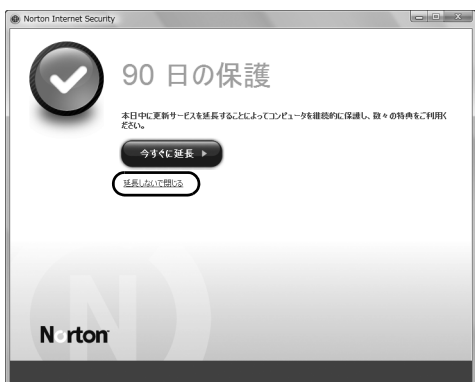 Norton Internet Security
90 日の保護
本日中に更新サービスを延長することによってコンピュータを継続的に保護し、数々の特典をご利用く
ださい。
今すぐに延長
延長しないで閉じる
Norton